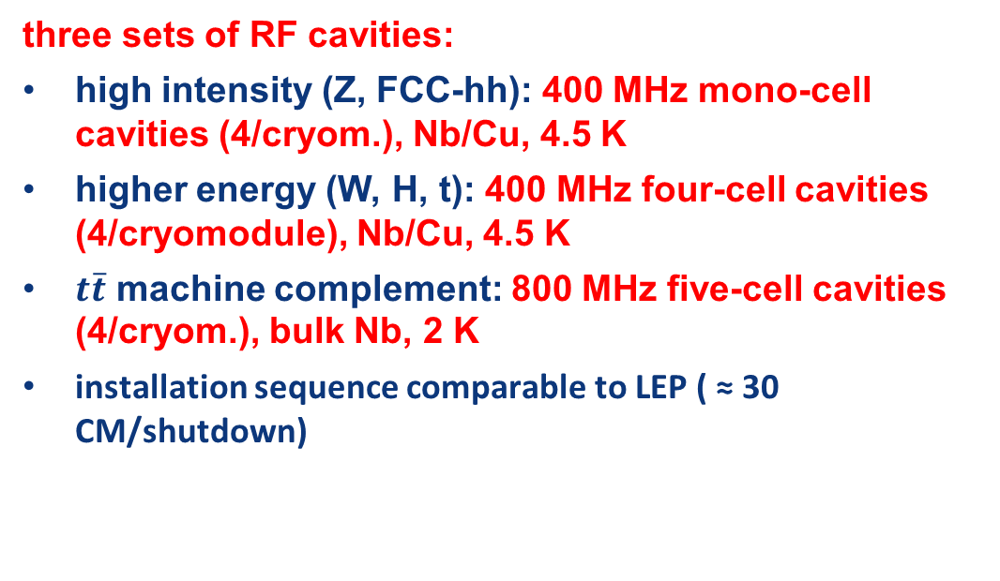 three sets of RF cavities:
• high intensity (Z, FCC-hh): 400 MHz mono-cell
cavities (4/cryom.), Nb/Cu, 4.5 K
• higher energy (W, H, t): 400 MHz four-cell cavities
(4/cryomodule), Nb/Cu, 4.5 K
• tt̄ machine complement: 800 MHz five-cell cavities
(4/cryom.), bulk Nb, 2 K
• installation sequence comparable to LEP ( ≈ 30
CM/shutdown)